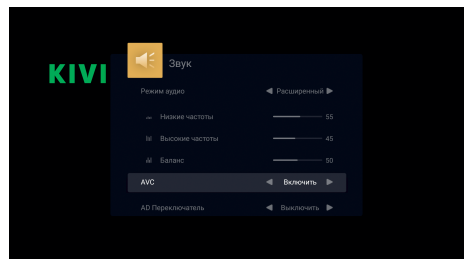 KIVI
Звук
Режим аудио ◀ Расширенный ▶
Низкие частоты 55
Высокие частоты 45
Баланс 50
AVC ◀ Включить ▶
AD Переключатель ◀ Выключить ▶